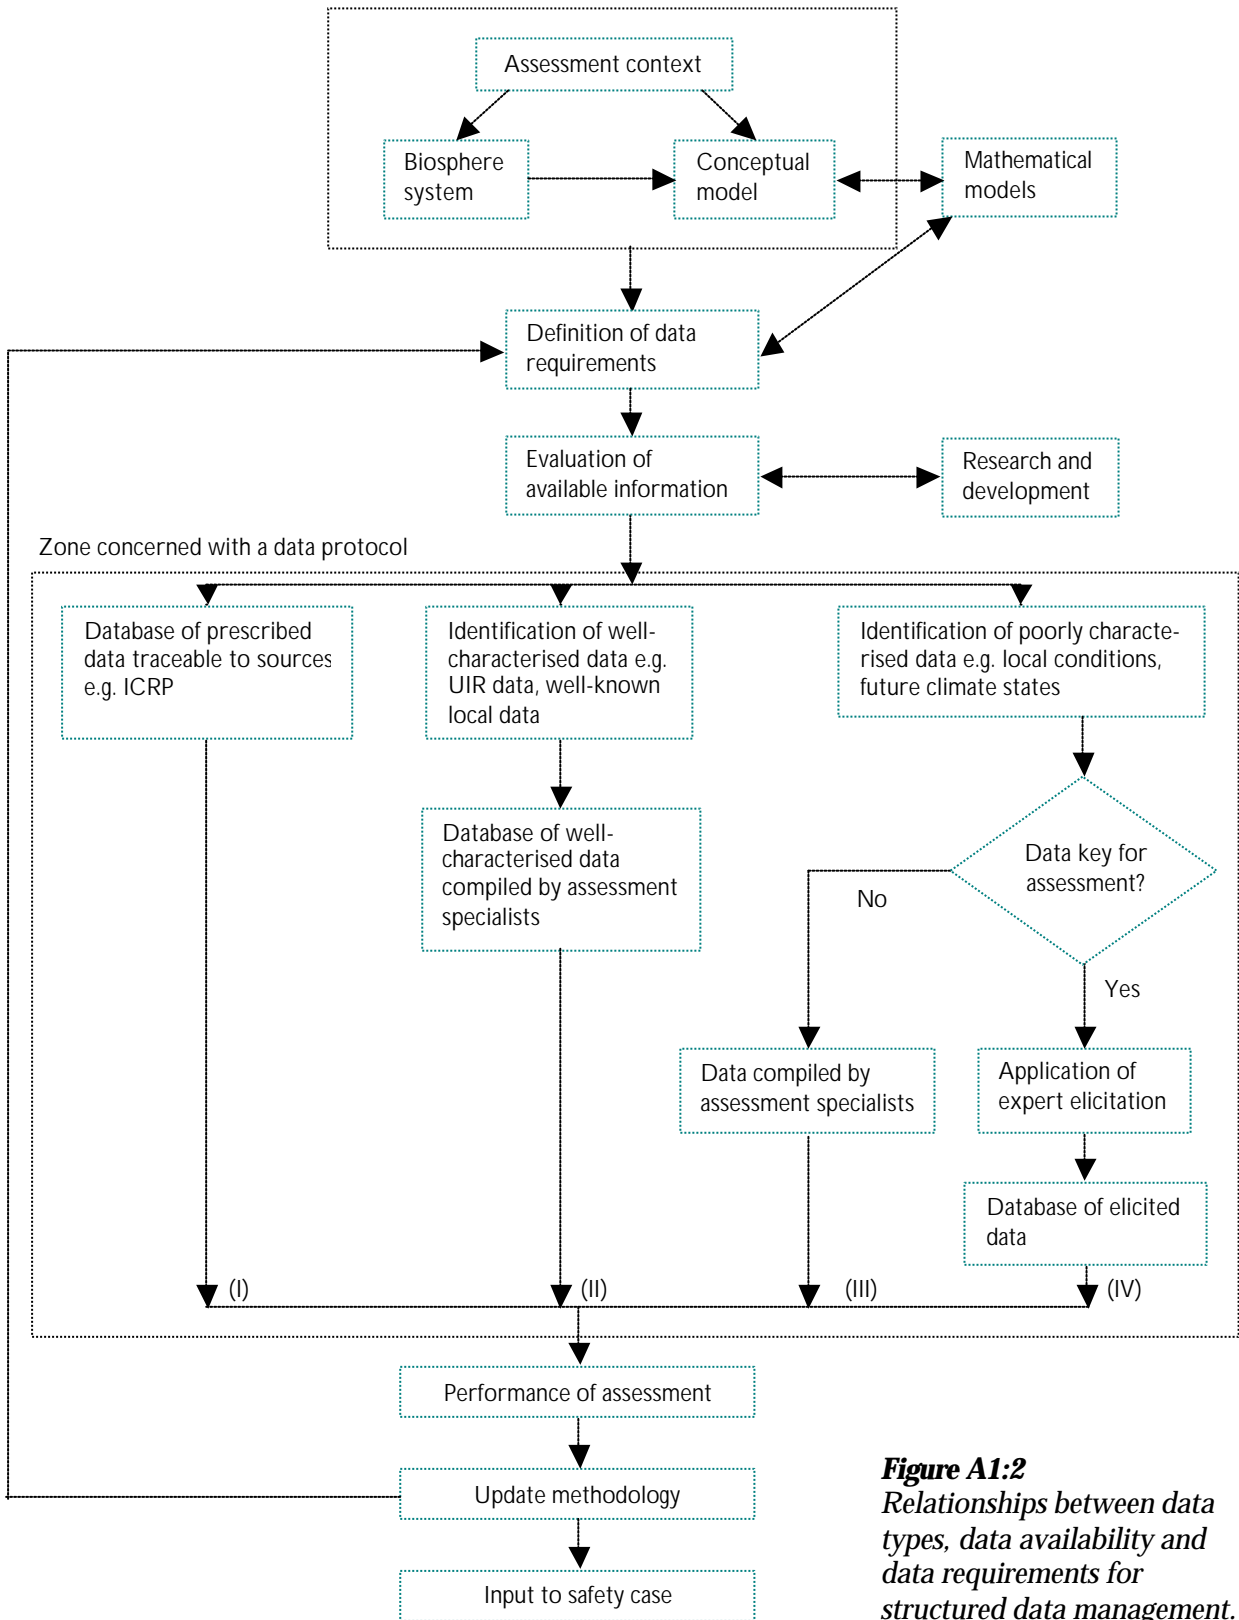 Assessment context
Biosphere
system
Conceptual
model
Mathematical
models
Definition of data
requirements
Evaluation of
available information
Research and
development
Zone concerned with a data protocol
Database of prescribed
data traceable to sources
e.g. ICRP
Identification of well-
characterised data e.g.
UIR data, well-known
local data
Identification of poorly characte-
rised data e.g. local conditions,
future climate states
Database of well-
characterised data
compiled by assessment
specialists
Data key for
assessment?
No
Yes
Data compiled by
assessment specialists
Application of
expert elicitation
Database of elicited
data
(I)
(II)
(III)
(IV)
Performance of assessment
Update methodology
Input to safety case
Figure A1:2
Relationships between data
types, data availability and
data requirements for
structured data management.